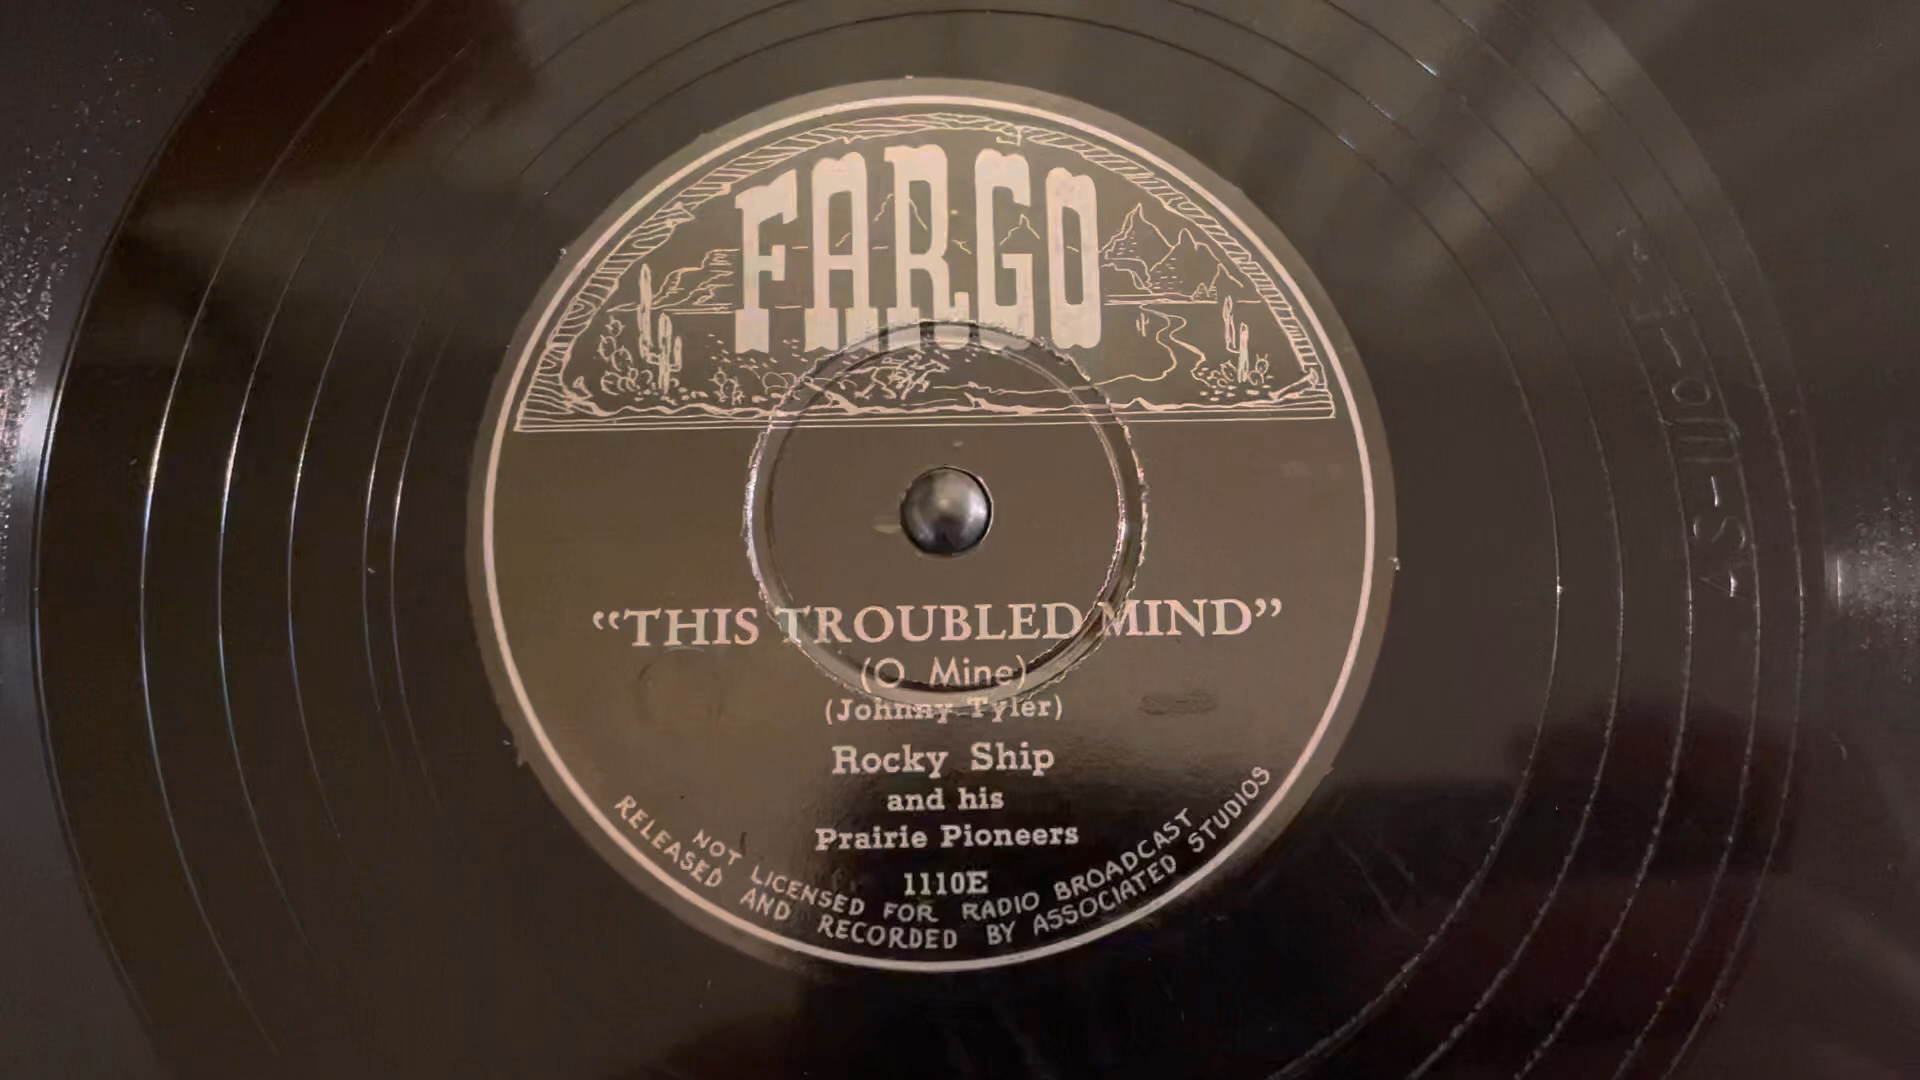 FARGO
“THIS TROUBLED MIND”
(O Mine)
(Johnny Tyler)
Rocky Ship
and his
Prairie Pioneers
1110E
NOT LICENSED FOR RADIO BROADCAST
RELEASED AND RECORDED BY ASSOCIATED STUDIOS